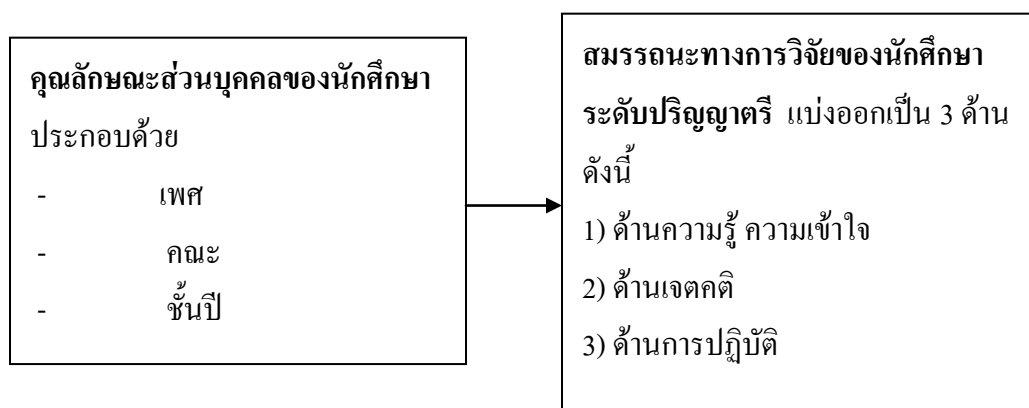 คุณลักษณะส่วนบุคคลของนักศึกษา
ประกอบด้วย
- เพศ
- คณะ
- ชั้นปี
สมรรถนะทางการวิจัยของนักศึกษา
ระดับปริญญาตรี แบ่งออกเป็น 3 ด้าน
ดังนี้
1) ด้านความรู้ ความเข้าใจ
2) ด้านเจตคติ
3) ด้านการปฏิบัติ